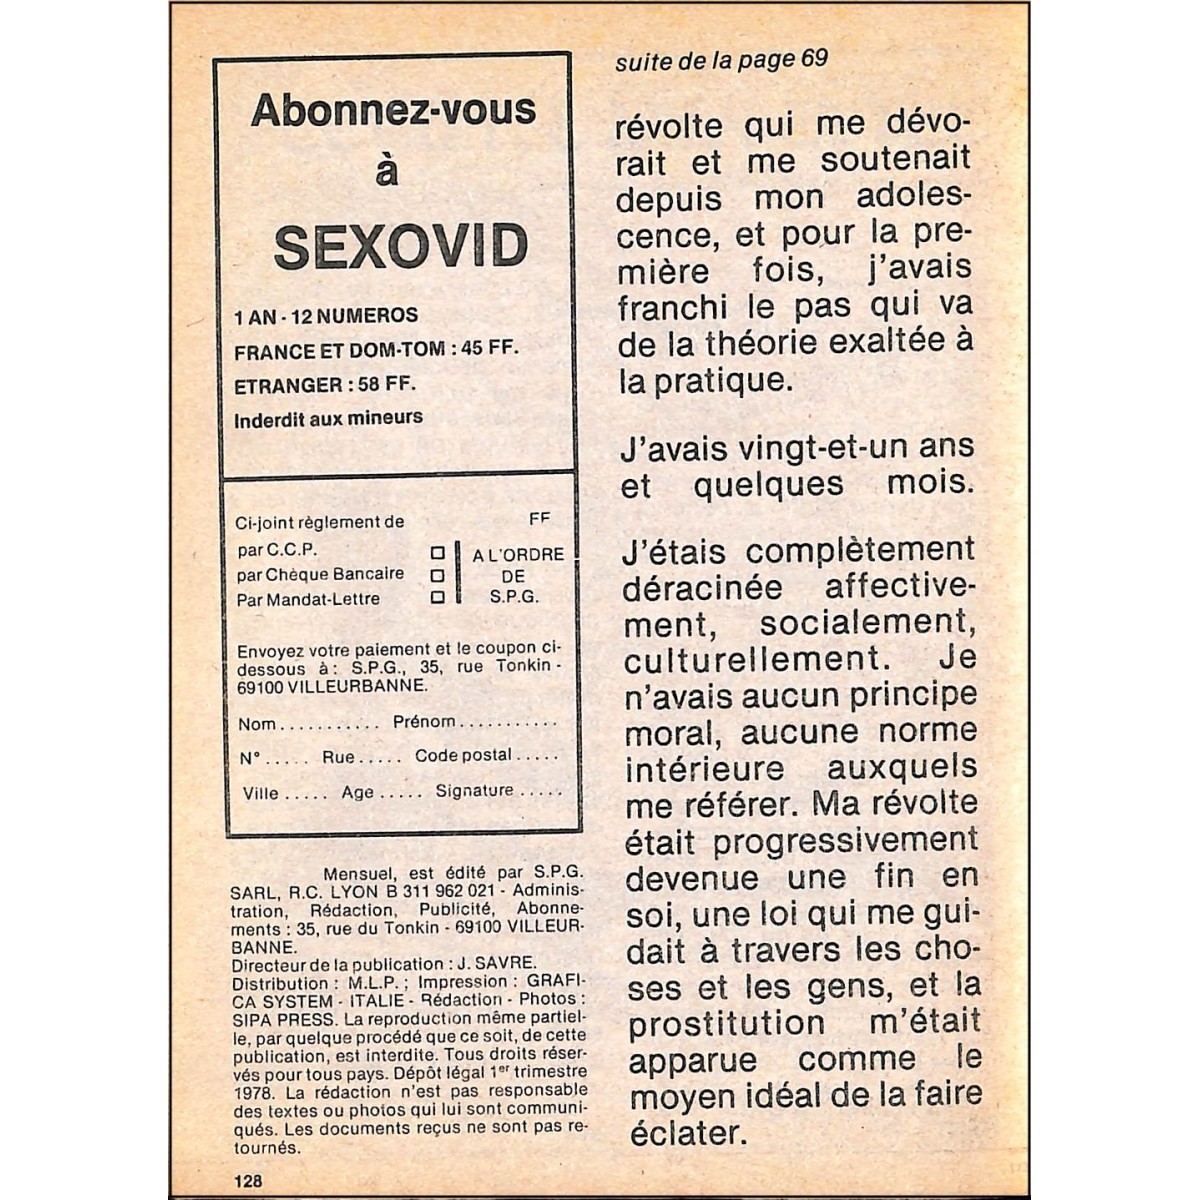 Abonnez-vous
à
SEXOVID
1 AN - 12 NUMEROS
FRANCE ET DOM-TOM : 45 FF.
ETRANGER : 58 FF.
Inderdit aux mineurs
Ci-joint règlement de FF
par C.C.P.
par Chèque Bancaire
Par Mandat-Lettre
A L'ORDRE
DE
S.P.G.
Envoyez votre paiement et le coupon ci-
dessous à : S.P.G., 35, rue Tonkin -
69100 VILLEURBANNE.
Nom ........... Prénom ...........
N° ..... Rue ..... Code postal .....
Ville ..... Age ..... Signature .....
Mensuel, est édité par S.P.G.
SARL, R.C. LYON B 311 962 021 - Adminis-
tration, Rédaction, Publicité, Abonne-
ments : 35, rue du Tonkin - 69100 VILLEUR-
BANNE.
Directeur de la publication : J. SAVRE.
Distribution : M.L.P. ; Impression : GRAFI-
CA SYSTEM - ITALIE - Rédaction - Photos :
SIPA PRESS. La reproduction même partiel-
le, par quelque procédé que ce soit, de cette
publication, est interdite. Tous droits réser-
vés pour tous pays. Dépôt légal 1er trimestre
1978. La rédaction n'est pas responsable
des textes ou photos qui lui sont communi-
qués. Les documents reçus ne sont pas re-
tournés.
128
suite de la page 69
révolte qui me dévo-
rait et me soutenait
depuis mon adoles-
cence, et pour la pre-
mière fois, j'avais
franchi le pas qui va
de la théorie exaltée à
la pratique.
J'avais vingt-et-un ans
et quelques mois.
J'étais complètement
déracinée affective-
ment, socialement,
culturellement. Je
n'avais aucun principe
moral, aucune norme
intérieure auxquels
me référer. Ma révolte
était progressivement
devenue une fin en
soi, une loi qui me gui-
dait à travers les cho-
ses et les gens, et la
prostitution m'était
apparue comme le
moyen idéal de la faire
éclater.